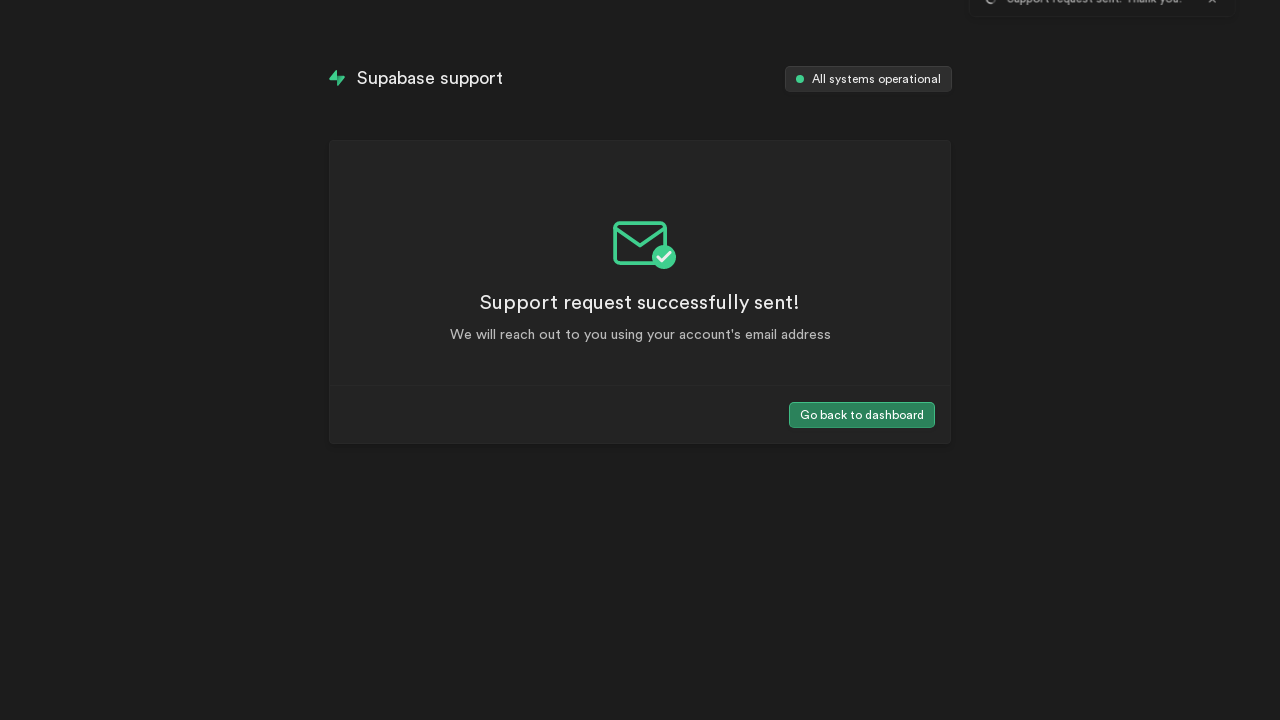 Support request sent. Thank you!
Supabase support
All systems operational
Support request successfully sent!
We will reach out to you using your account's email address
Go back to dashboard